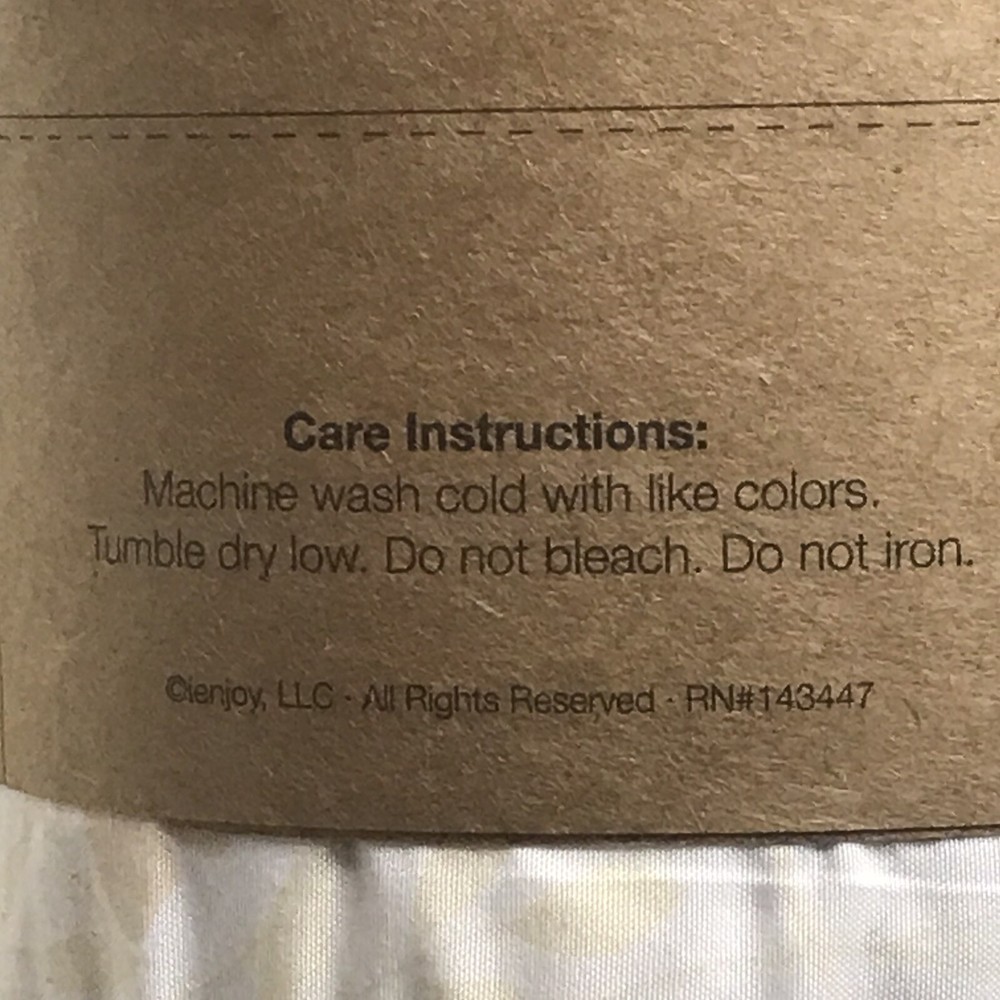 Care Instructions:
Machine wash cold with like colors.
Tumble dry low. Do not bleach. Do not iron.
©ienjoy, LLC · All Rights Reserved · RN#143447